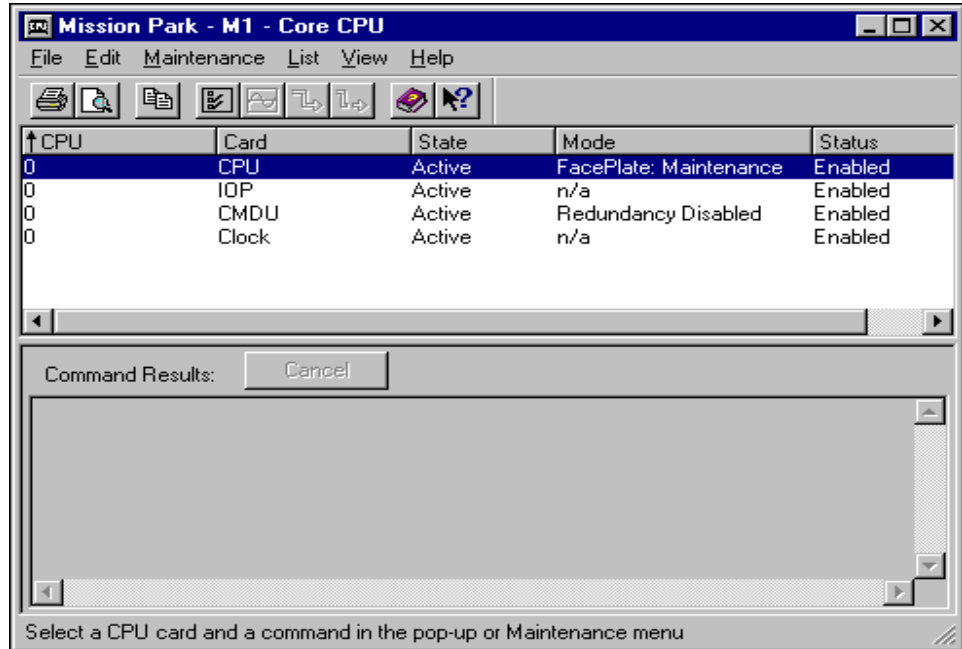 Mission Park - M1 - Core CPU
File Edit Maintenance List View Help
CPU Card State Mode Status
0 CPU Active FacePlate: Maintenance Enabled
0 IOP Active n/a Enabled
0 CMDU Active Redundancy Disabled Enabled
0 Clock Active n/a Enabled
Command Results: Cancel
Select a CPU card and a command in the pop-up or Maintenance menu